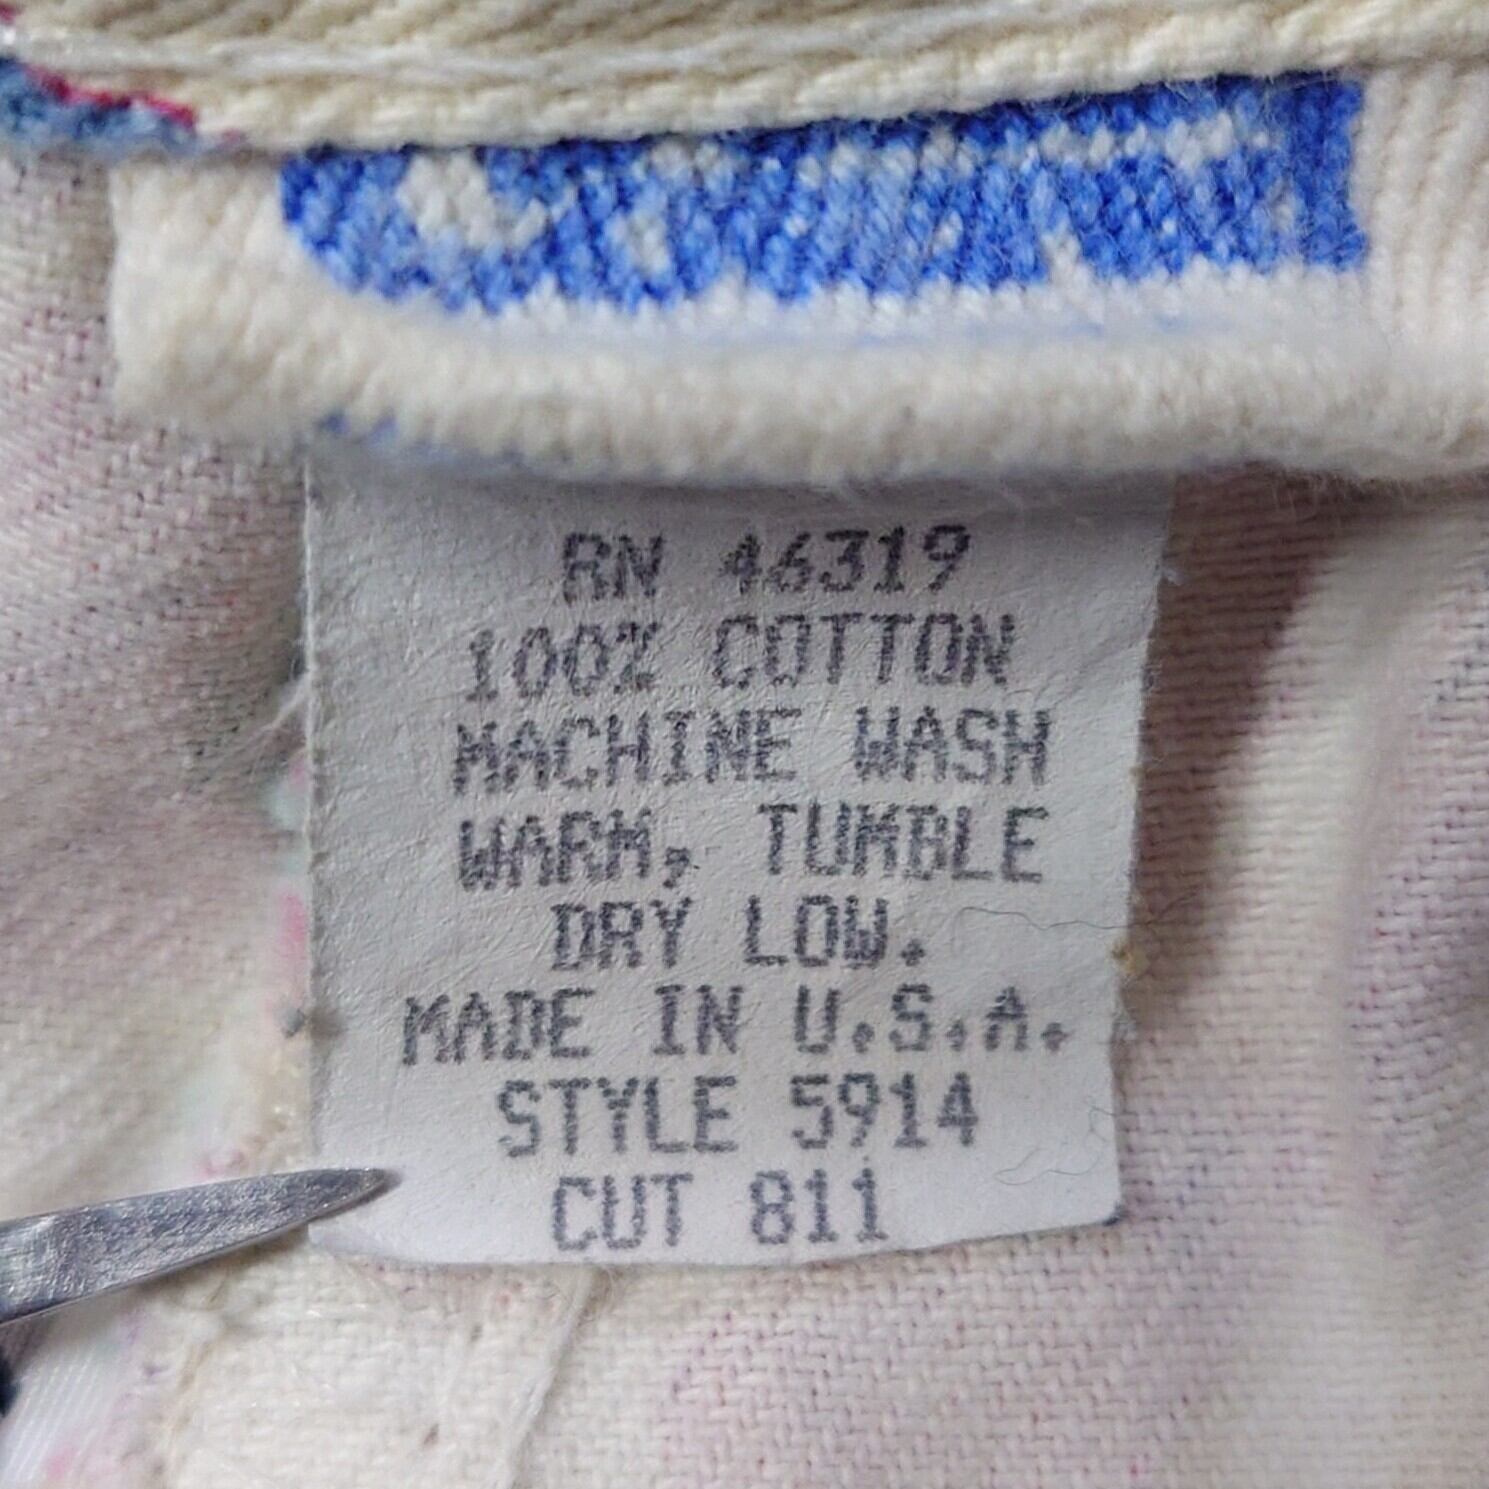 RN 46319
100% COTTON
MACHINE WASH
WARM, TUMBLE
DRY LOW.
MADE IN U.S.A.
STYLE 5914
CUT 811